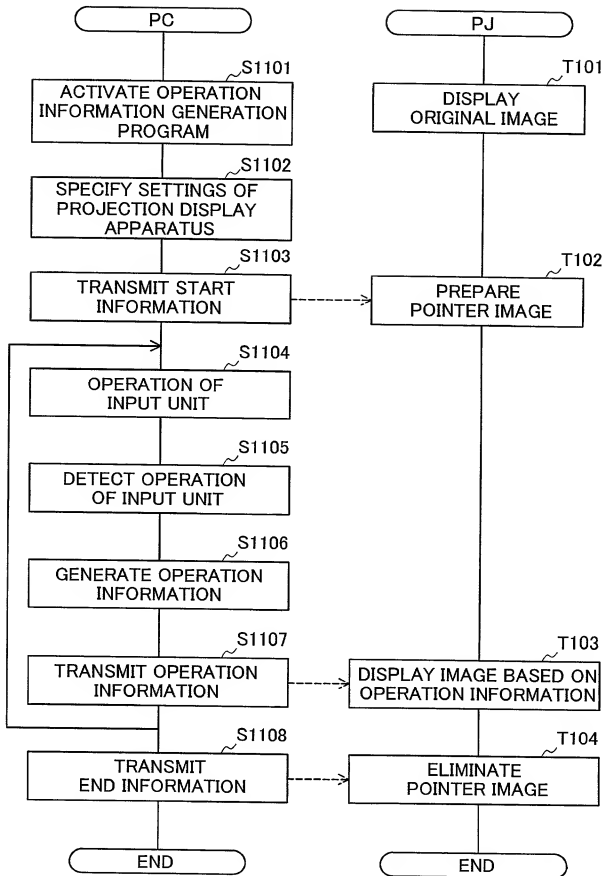 PC
S1101
ACTIVATE OPERATION
INFORMATION GENERATION
PROGRAM
S1102
SPECIFY SETTINGS OF
PROJECTION DISPLAY
APPARATUS
S1103
TRANSMIT START
INFORMATION
S1104
OPERATION OF
INPUT UNIT
S1105
DETECT OPERATION
OF INPUT UNIT
S1106
GENERATE OPERATION
INFORMATION
S1107
TRANSMIT OPERATION
INFORMATION
S1108
TRANSMIT
END INFORMATION
END
PJ
T101
DISPLAY
ORIGINAL IMAGE
T102
PREPARE
POINTER IMAGE
T103
DISPLAY IMAGE BASED ON
OPERATION INFORMATION
T104
ELIMINATE
POINTER IMAGE
END